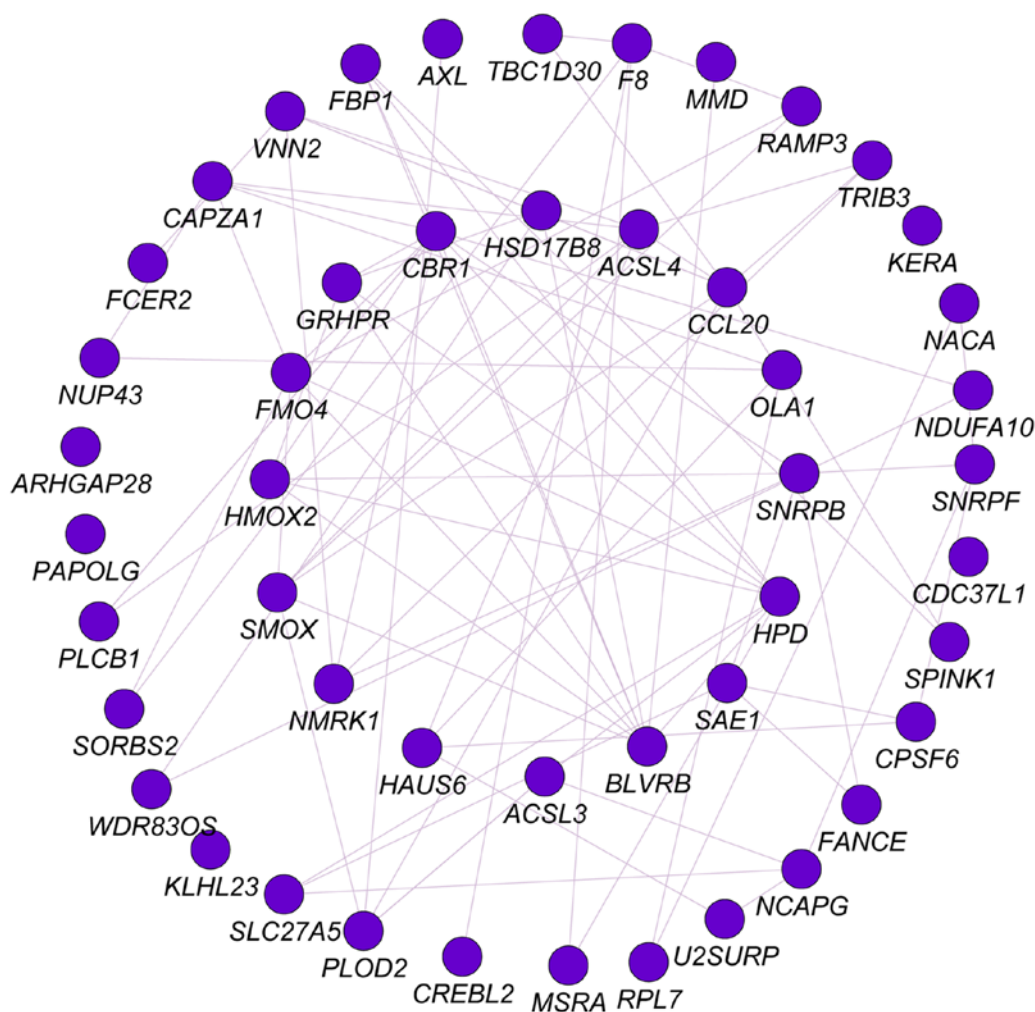 TBC1D30
F8
AXL
MMD
FBP1
RAMP3
VNN2
TRIB3
CAPZA1
HSD17B8
ACSL4
CBR1
KERA
FCER2
GRHPR
CCL20
NACA
NUP43
FMO4
OLA1
NDUFA10
ARHGAP28
HMOX2
SNRPB
SNRPF
PAPOLG
CDC37L1
PLCB1
SMOX
HPD
SPINK1
SORBS2
NMRK1
SAE1
CPSF6
WDR83OS
HAUS6
BLVRB
ACSL3
FANCE
KLHL23
NCAPG
SLC27A5
U2SURP
PLOD2
CREBL2
MSRA
RPL7